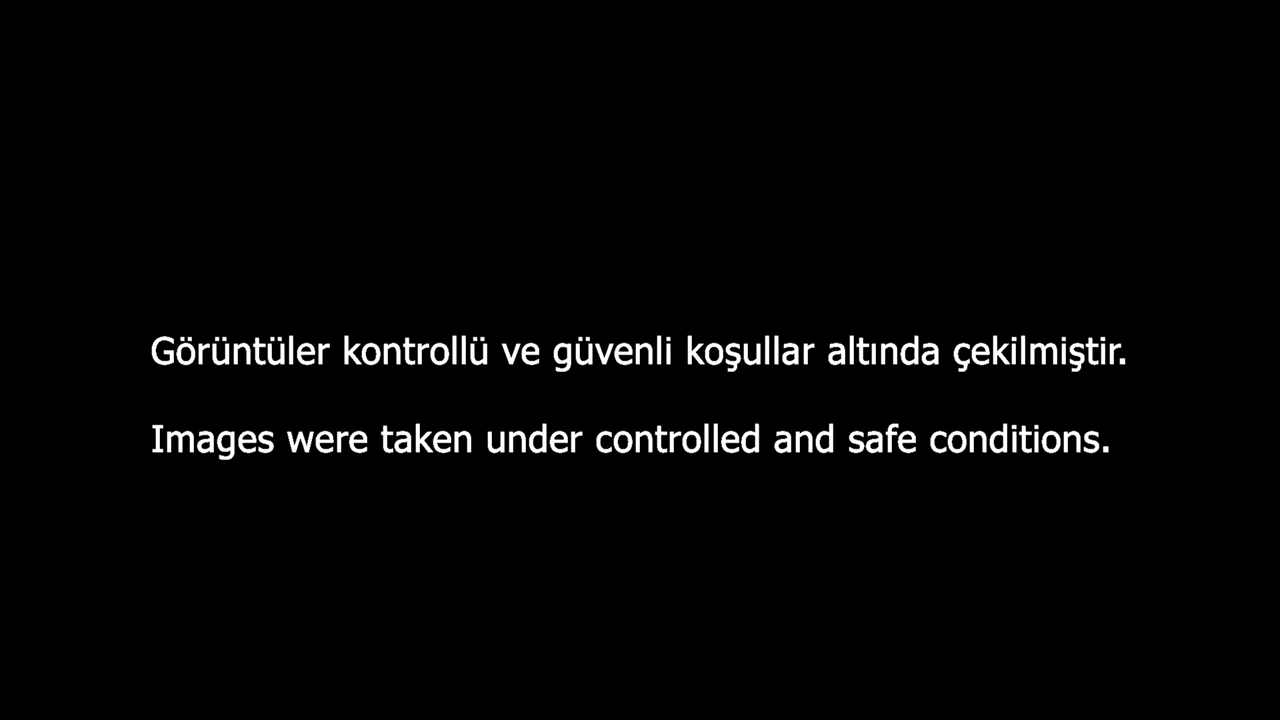 Görüntüler kontrollü ve güvenli koşullar altında çekilmiştir.
Images were taken under controlled and safe conditions.